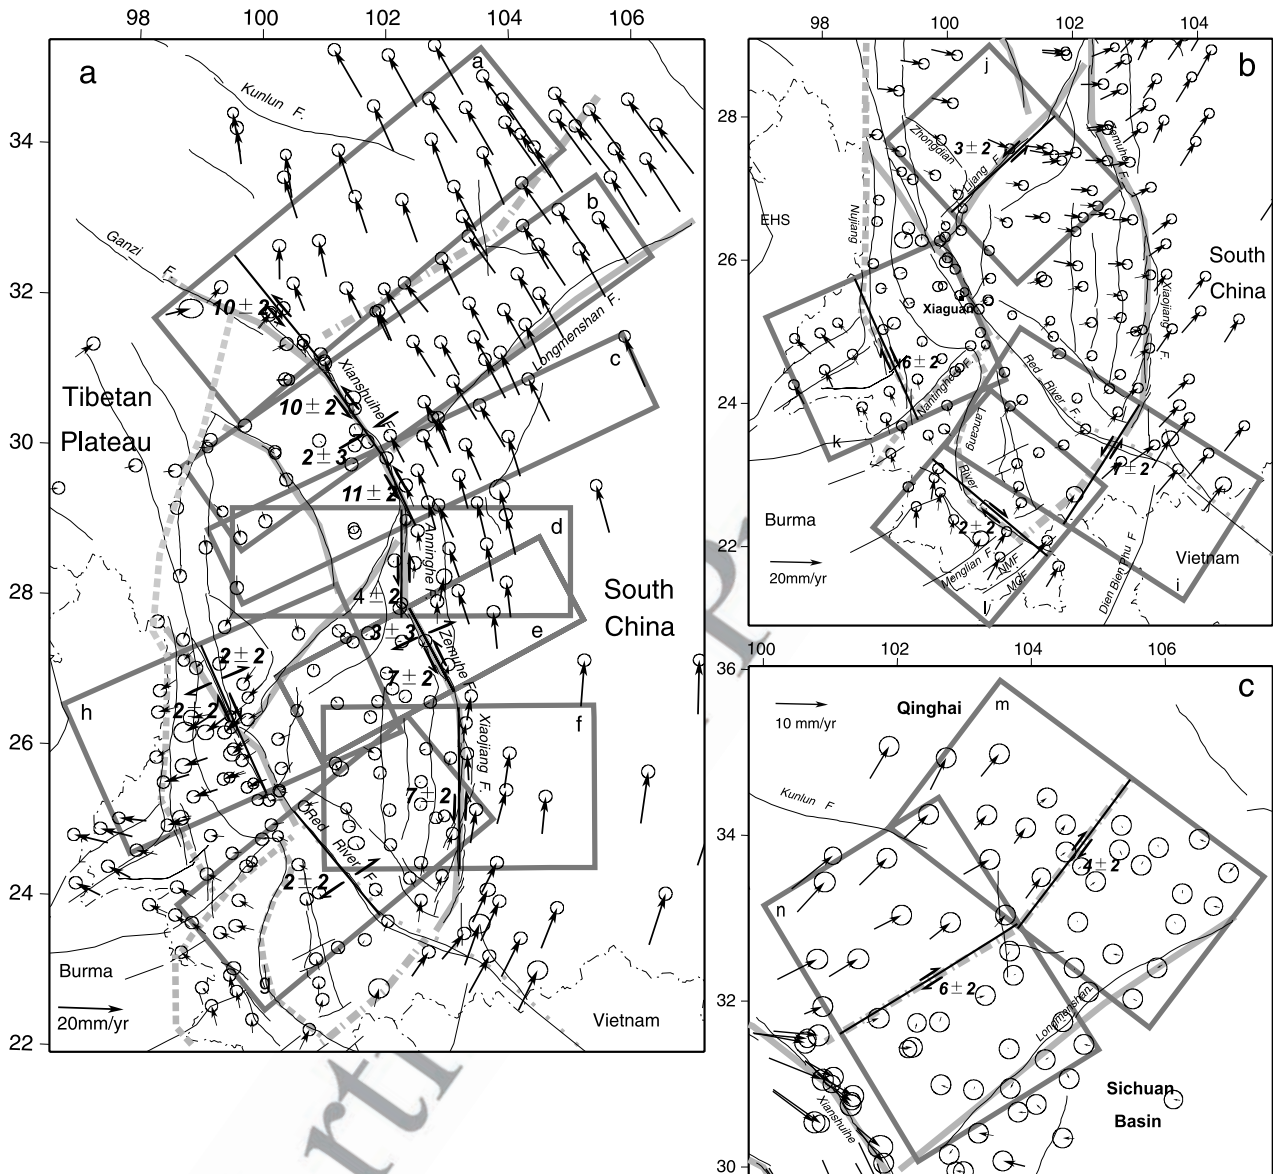 98 100 102 104 106
a
34
32
30
28
26
24
22
Kunlun F.
Ganzi F.
a
b
c
d
e
f
g
h
10±2
Xianshuihe F.
Longmenshan F.
Tibetan
Plateau
10±2
2±3
11±2
Anninghe F.
4±2
3±3
Zemuhe F.
7±2
South
China
2±2
2±2
Xiaojiang F.
7±2
Red River F.
2±2
Burma
20mm/yr
Vietnam
98 100 102 104
b
28
26
24
22
j
Zhongdian
3±2
Lijang F.
Zemuhe F.
EHS
Nujiang
South
China
Xiaguan
Xiaojiang F.
6±2
Nantinghe F.
Red River F.
k
Lancang River
7±2
2±2
Burma
20mm/yr
Menglian F.
NMF
MCF
Dien Bien Phu F
Vietnam
i
l
100 102 104 106
c
36
34
32
30
10 mm/yr
Qinghai
m
Kunlun F
4±2
n
6±2
Longmenshan
Xianshuihe
Sichuan
Basin